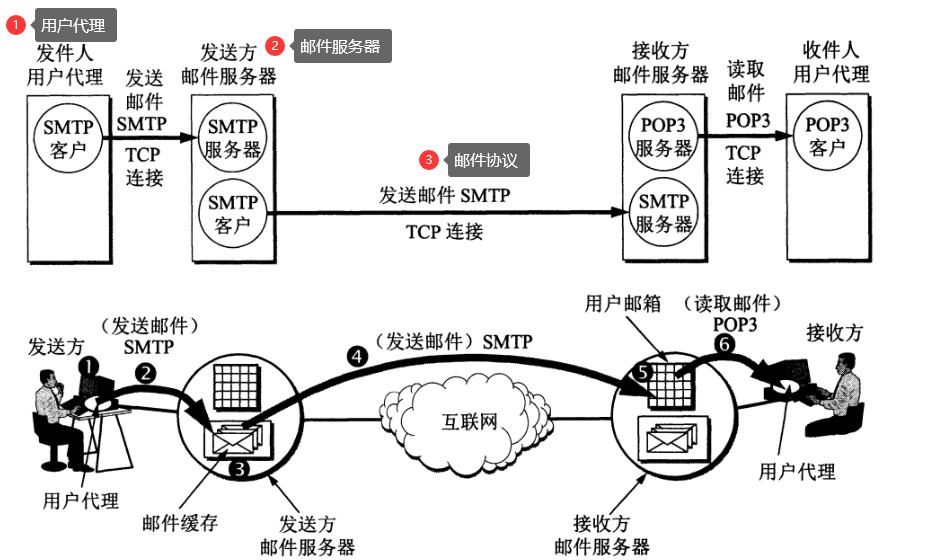 1 用户代理
发件人
用户代理
发送
邮件
SMTP
TCP
连接
SMTP
客户
2 邮件服务器
发送方
邮件服务器
SMTP
服务器
SMTP
客户
3 邮件协议
发送邮件 SMTP
TCP 连接
接收方
邮件服务器
POP3
服务器
SMTP
服务器
读取
邮件
POP3
TCP
连接
收件人
用户代理
POP3
客户
发送方
(发送邮件)
SMTP
❶
❷
❸
❹
(发送邮件) SMTP
用户邮箱
(读取邮件)
POP3
❺
❻
接收方
互联网
用户代理
邮件缓存
发送方
邮件服务器
接收方
邮件服务器
用户代理